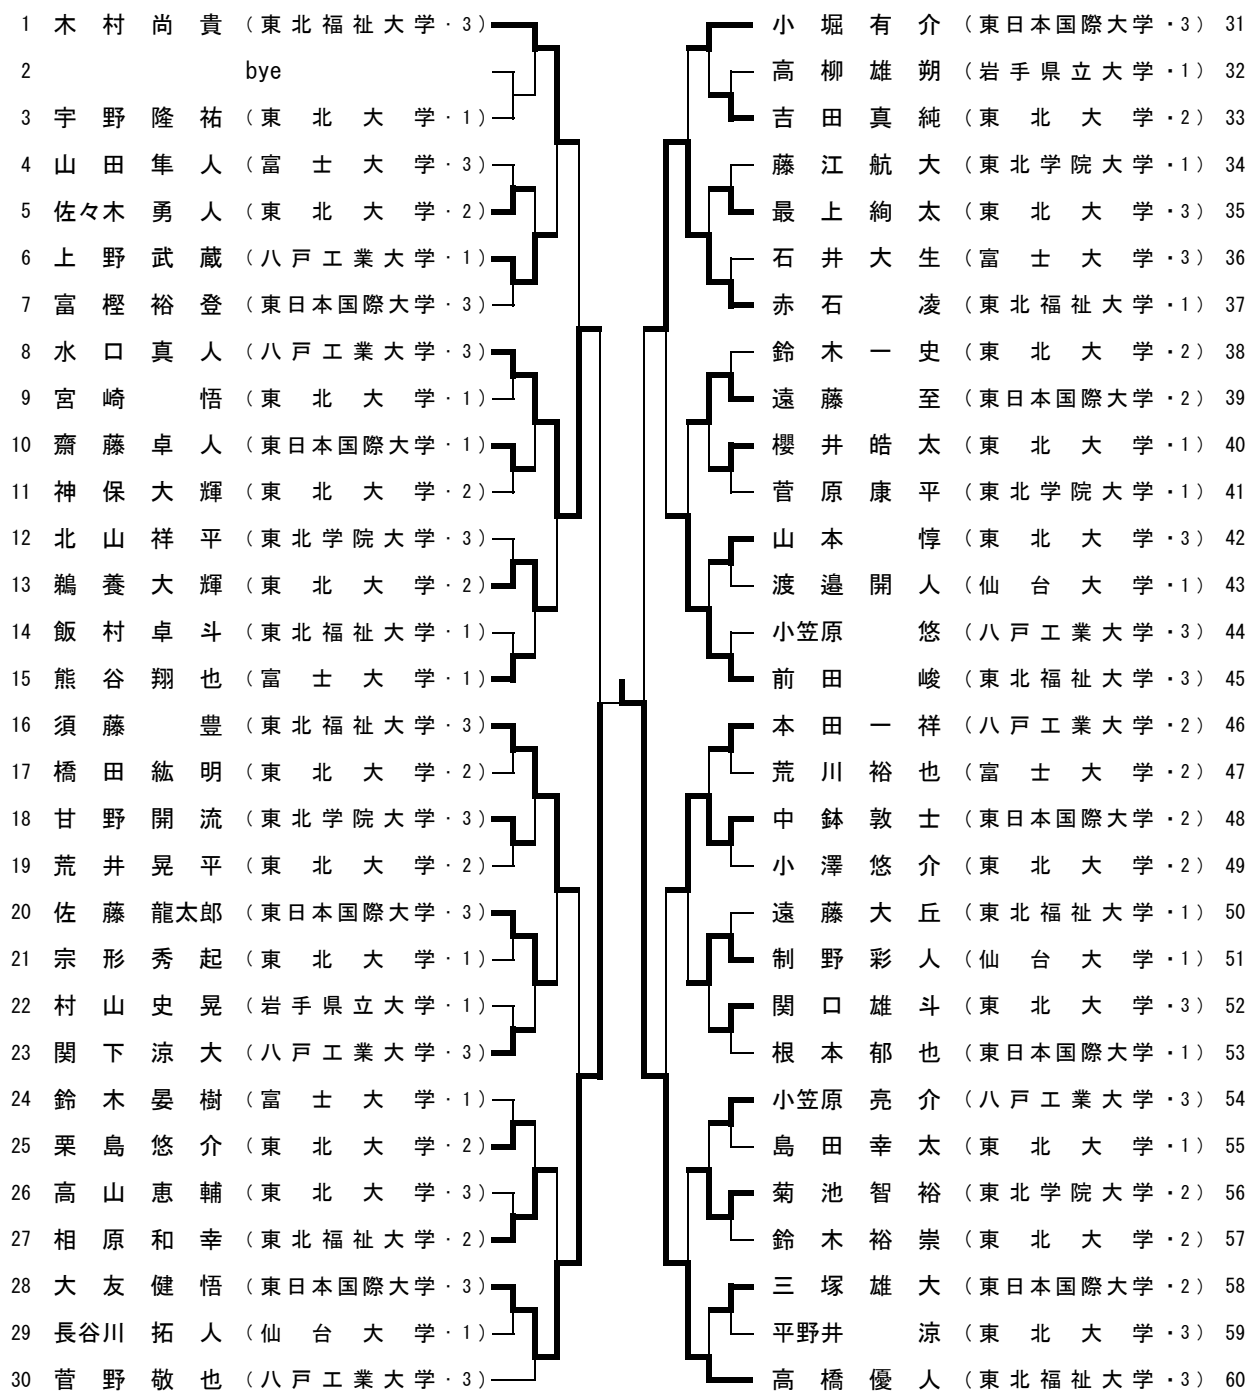 1 木村尚貴 (東北福祉大学・3)
2 bye
3 宇野隆祐 (東北大学・1)
4 山田隼人 (富士大学・3)
5 佐々木勇人 (東北大学・2)
6 上野武蔵 (八戸工業大学・1)
7 富樫裕登 (東日本国際大学・3)
8 水口真人 (八戸工業大学・3)
9 宮崎悟 (東北大学・1)
10 齋藤卓人 (東日本国際大学・1)
11 神保大輝 (東北大学・2)
12 北山祥平 (東北学院大学・3)
13 鵜養大輝 (東北大学・2)
14 飯村卓斗 (東北福祉大学・1)
15 熊谷翔也 (富士大学・1)
16 須藤豊 (東北福祉大学・3)
17 橋田紘明 (東北大学・2)
18 甘野開流 (東北学院大学・3)
19 荒井晃平 (東北大学・2)
20 佐藤龍太郎 (東日本国際大学・3)
21 宗形秀起 (東北大学・1)
22 村山史晃 (岩手県立大学・1)
23 関下涼大 (八戸工業大学・3)
24 鈴木晏樹 (富士大学・1)
25 栗島悠介 (東北大学・2)
26 高山恵輔 (東北大学・3)
27 相原和幸 (東北福祉大学・2)
28 大友健悟 (東日本国際大学・3)
29 長谷川拓人 (仙台大学・1)
30 菅野敬也 (八戸工業大学・3)
小堀有介 (東日本国際大学・3) 31
高柳雄朔 (岩手県立大学・1) 32
吉田真純 (東北大学・2) 33
藤江航大 (東北学院大学・1) 34
最上絢太 (東北大学・3) 35
石井大生 (富士大学・3) 36
赤石凌 (東北福祉大学・1) 37
鈴木一史 (東北大学・2) 38
遠藤至 (東日本国際大学・2) 39
櫻井皓太 (東北大学・1) 40
菅原康平 (東北学院大学・1) 41
山本惇 (東北大学・3) 42
渡邉開人 (仙台大学・1) 43
小笠原悠 (八戸工業大学・3) 44
前田峻 (東北福祉大学・3) 45
本田一祥 (八戸工業大学・2) 46
荒川裕也 (富士大学・2) 47
中鉢敦士 (東日本国際大学・2) 48
小澤悠介 (東北大学・2) 49
遠藤大丘 (東北福祉大学・1) 50
制野彩人 (仙台大学・1) 51
関口雄斗 (東北大学・3) 52
根本郁也 (東日本国際大学・1) 53
小笠原亮介 (八戸工業大学・3) 54
島田幸太 (東北大学・1) 55
菊池智裕 (東北学院大学・2) 56
鈴木裕崇 (東北大学・2) 57
三塚雄大 (東日本国際大学・2) 58
平野井涼 (東北大学・3) 59
高橋優人 (東北福祉大学・3) 60